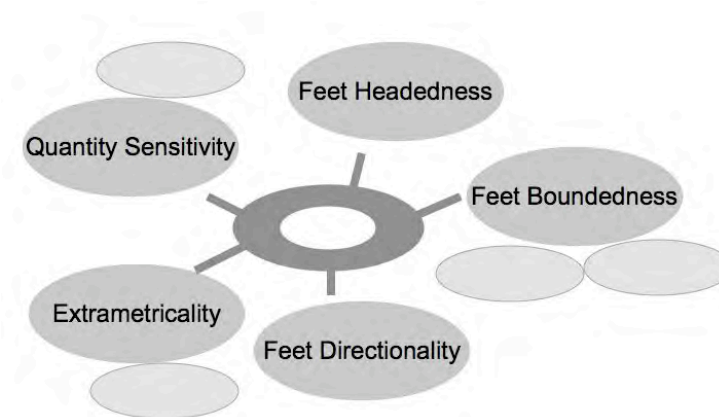 Feet Headedness
Quantity Sensitivity
Feet Boundedness
Extrametricality
Feet Directionality